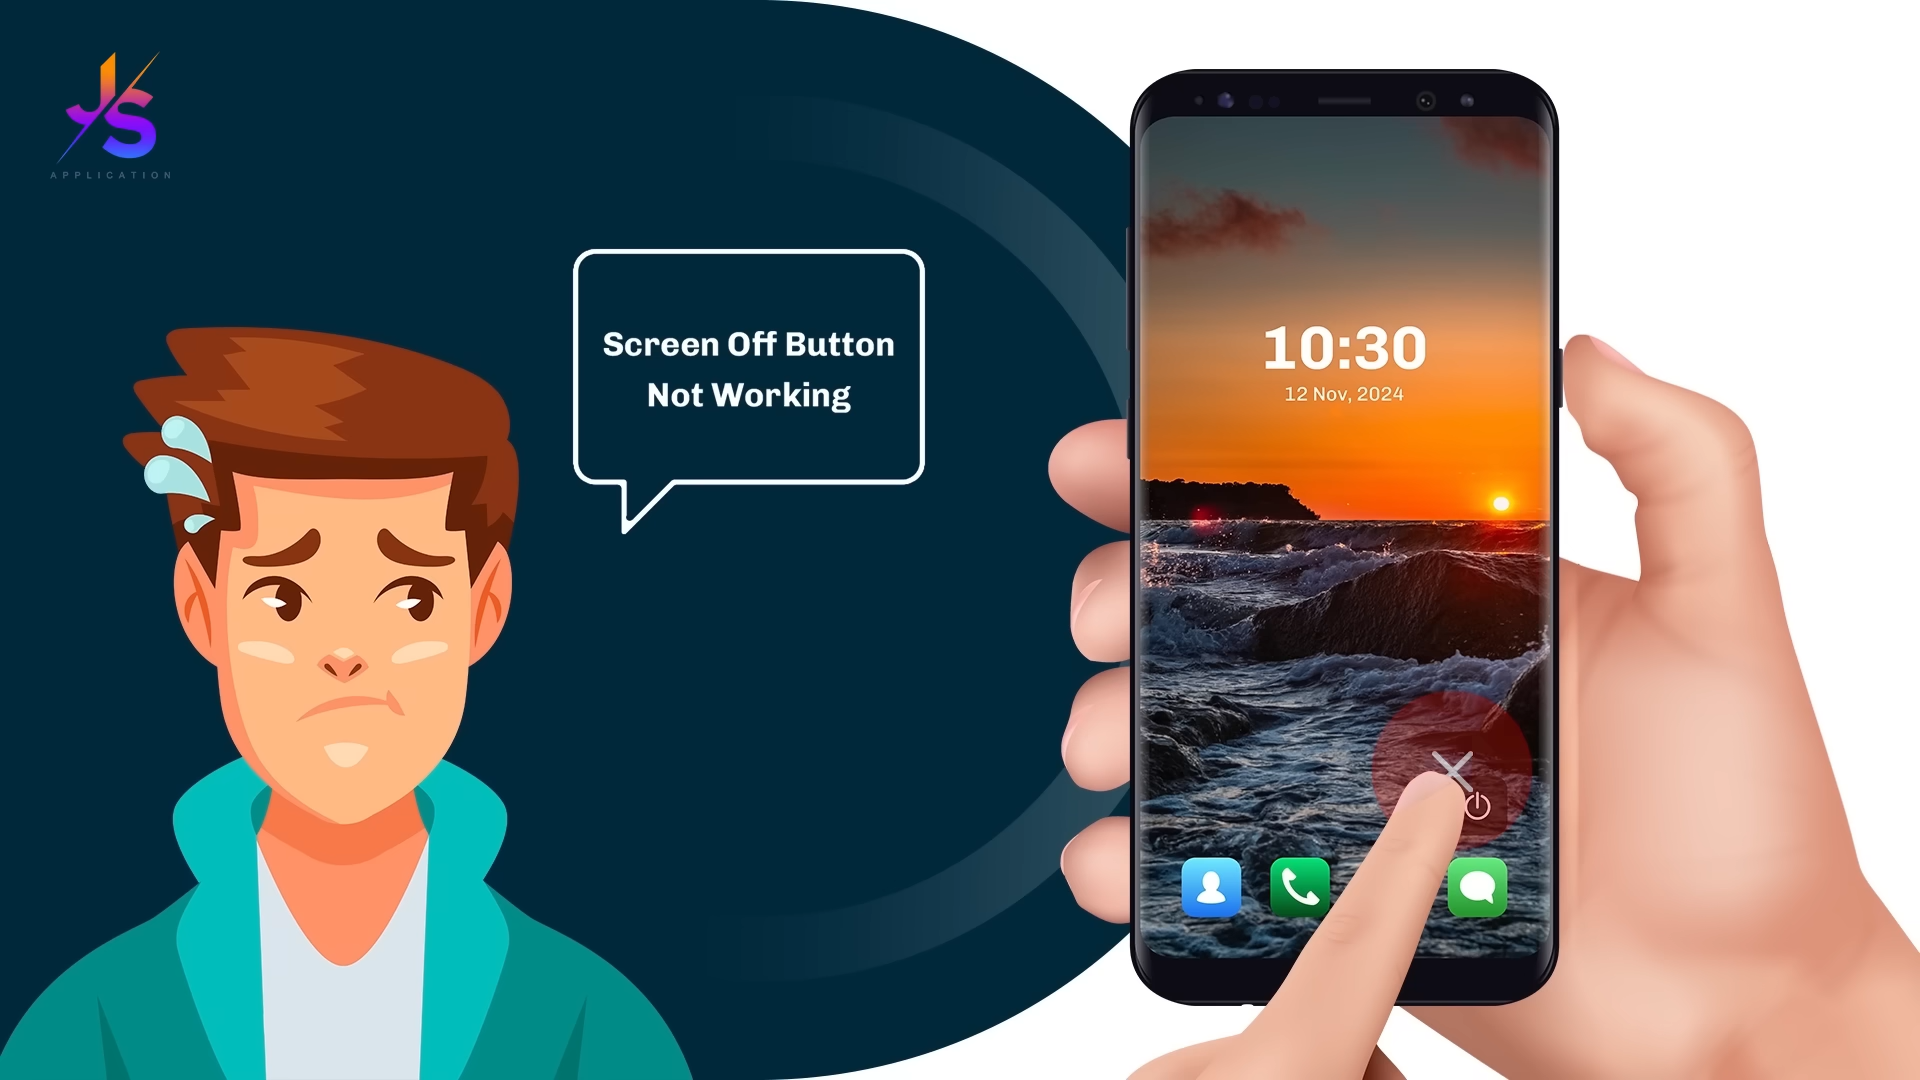 JS
APPLICATION
Screen Off Button
Not Working
10:30
12 Nov, 2024